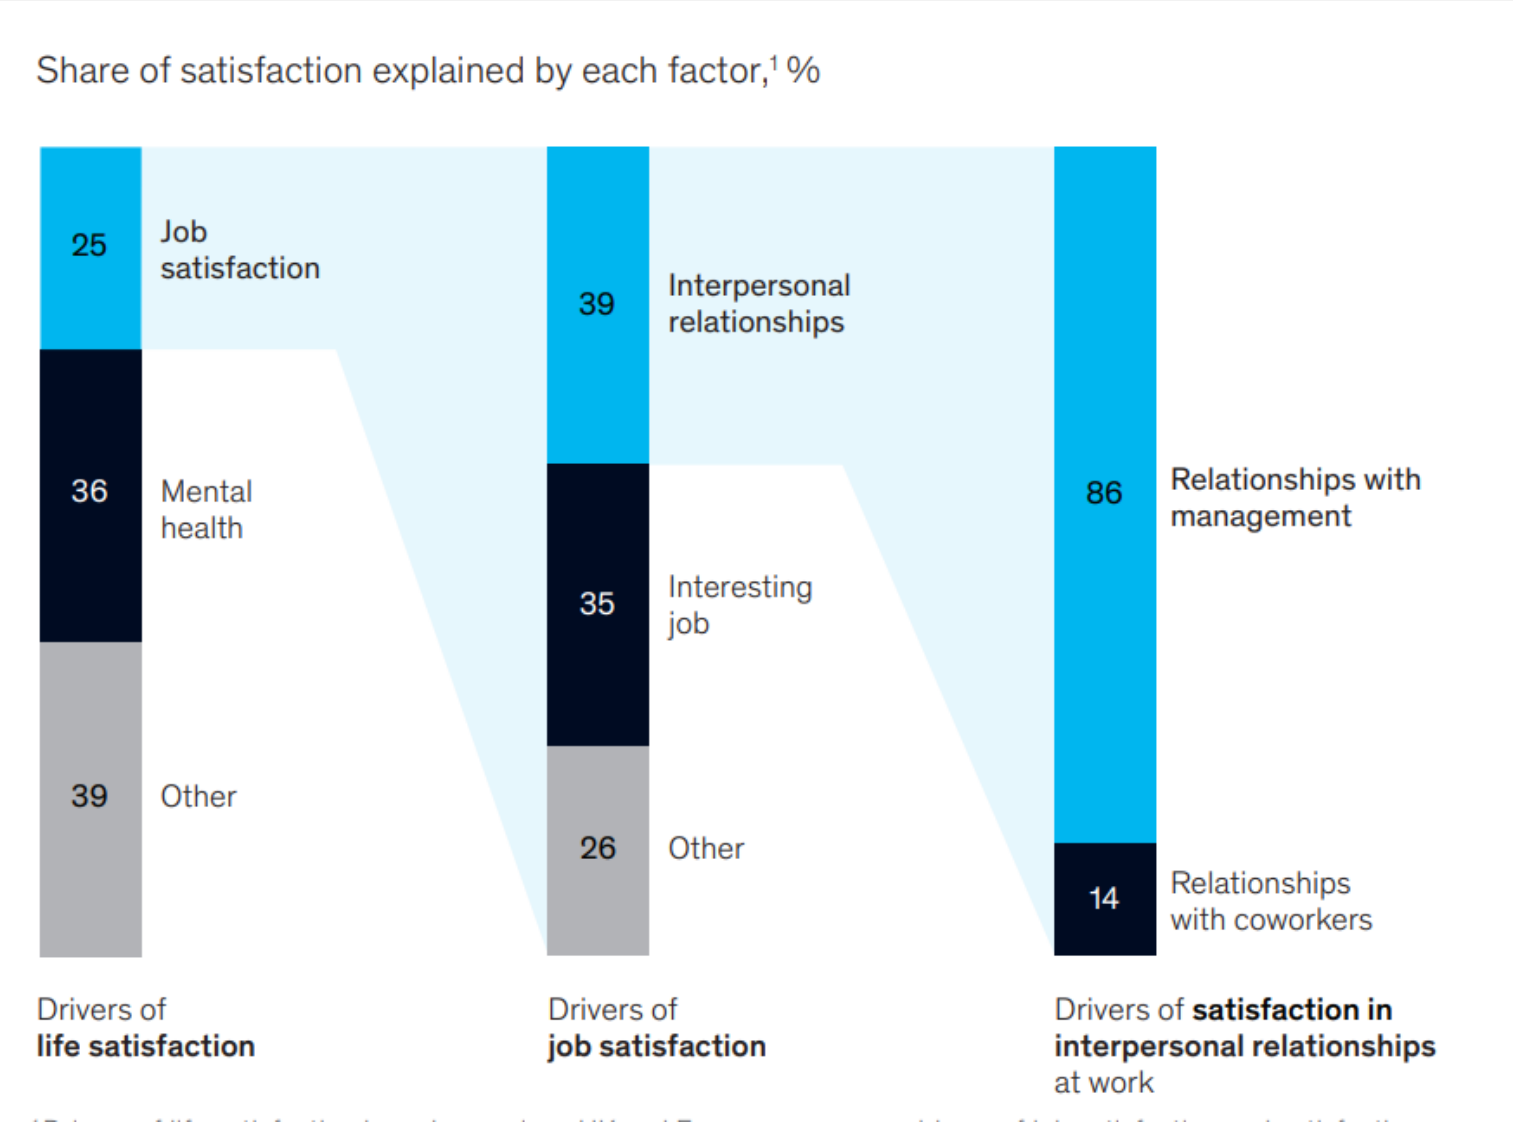 Share of satisfaction explained by each factor,¹ %
25
Job
satisfaction
36
Mental
health
39
Other
Drivers of
life satisfaction
39
Interpersonal
relationships
35
Interesting
job
26
Other
Drivers of
job satisfaction
86
Relationships with
management
14
Relationships
with coworkers
Drivers of satisfaction in
interpersonal relationships
at work